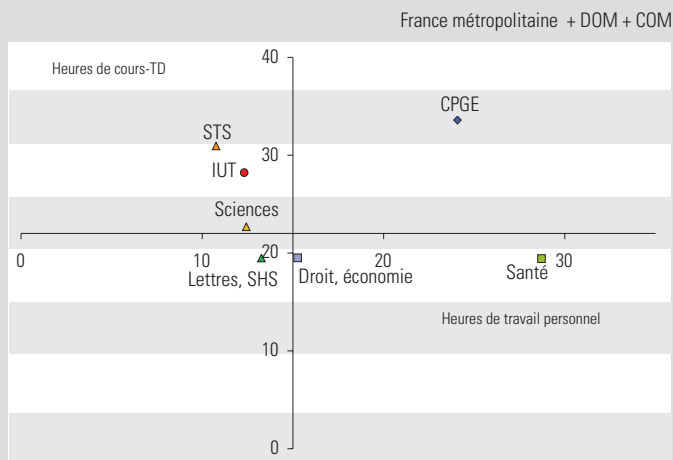 France métropolitaine + DOM + COM
40
Heures de cours-TD
CPGE
STS
30
IUT
Sciences
0
10
20
20
30
Lettres, SHS
Droit, économie
Santé
Heures de travail personnel
10
0